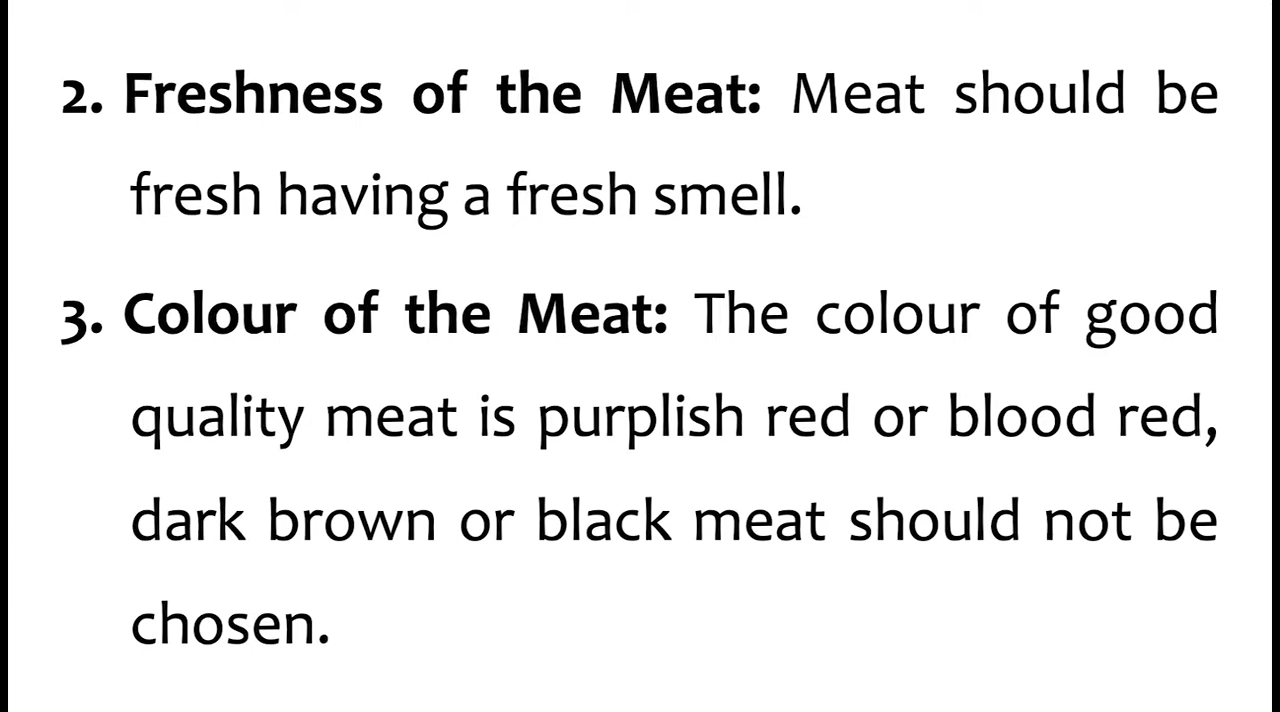 2. Freshness of the Meat: Meat should be
fresh having a fresh smell.
3. Colour of the Meat: The colour of good
quality meat is purplish red or blood red,
dark brown or black meat should not be
chosen.